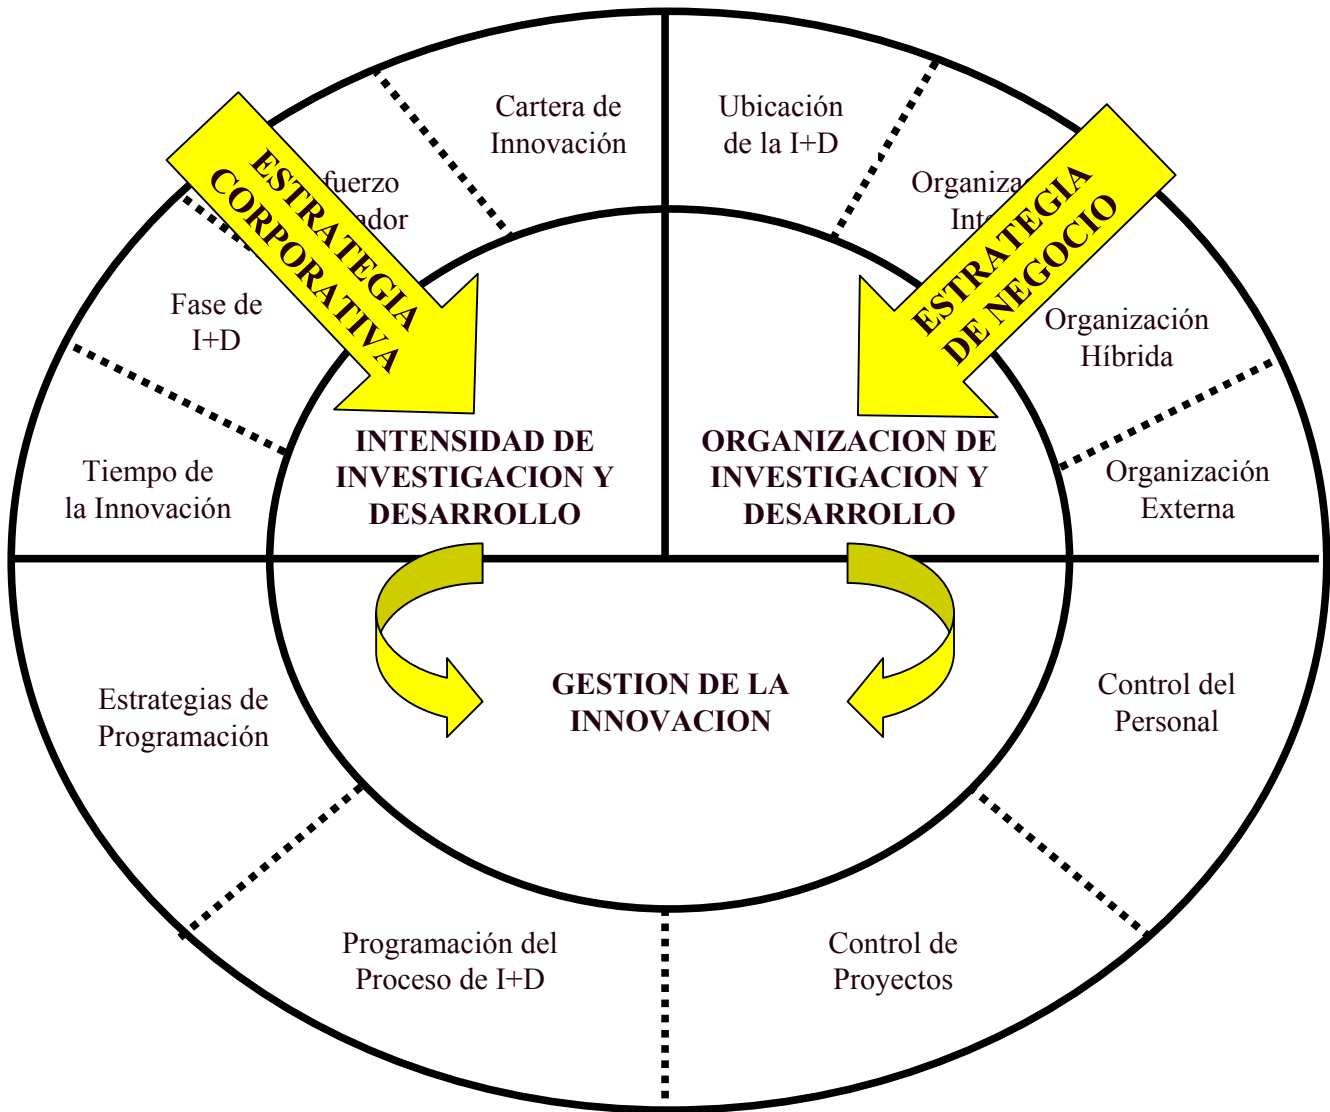 Cartera de
Innovación
Ubicación
de la I+D
ESTRATEGIA
CORPORATIVA
ESTRATEGIA
DE NEGOCIO
Fase de
I+D
Organización
Híbrida
Tiempo de
la Innovación
INTENSIDAD DE
INVESTIGACION Y
DESARROLLO
ORGANIZACION DE
INVESTIGACION Y
DESARROLLO
Organización
Externa
Estrategias de
Programación
GESTION DE LA
INNOVACION
Control del
Personal
Programación del
Proceso de I+D
Control de
Proyectos